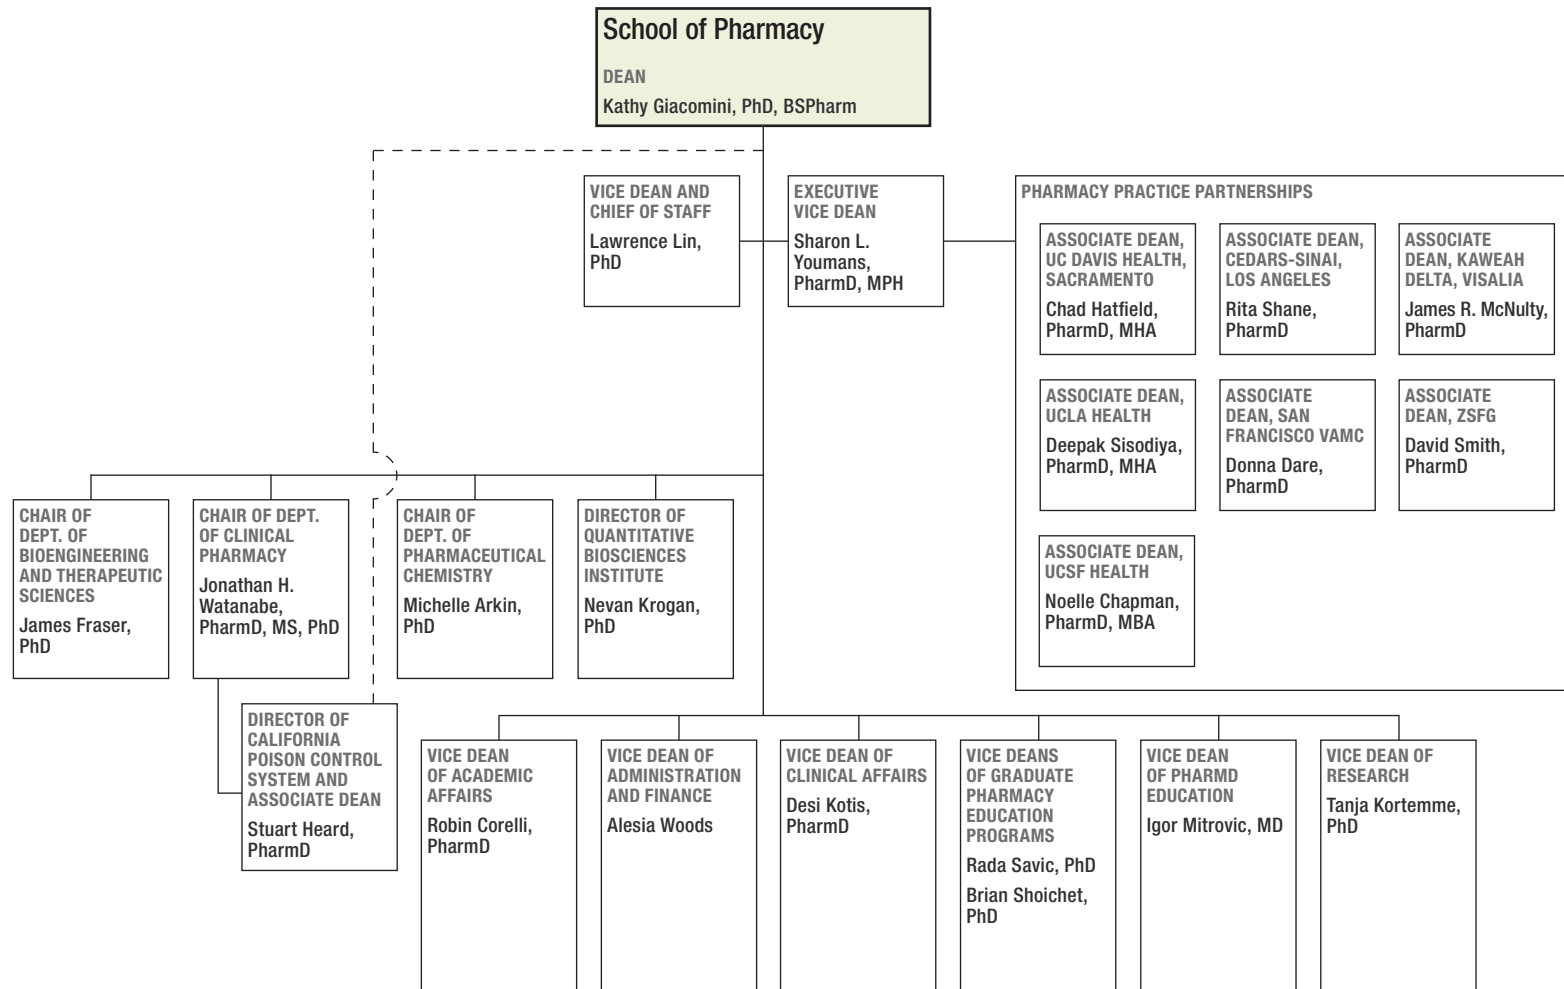 School of Pharmacy
DEAN
Kathy Giacomini, PhD, BSPharm
VICE DEAN AND
CHIEF OF STAFF
Lawrence Lin,
PhD
EXECUTIVE
VICE DEAN
Sharon L.
Youmans,
PharmD, MPH
PHARMACY PRACTICE PARTNERSHIPS
ASSOCIATE DEAN,
UC DAVIS HEALTH,
SACRAMENTO
Chad Hatfield,
PharmD, MHA
ASSOCIATE DEAN,
CEDARS-SINAI,
LOS ANGELES
Rita Shane,
PharmD
ASSOCIATE
DEAN, KAWEAH
DELTA, VISALIA
James R. McNulty,
PharmD
ASSOCIATE DEAN,
UCLA HEALTH
Deepak Sisodiya,
PharmD, MHA
ASSOCIATE
DEAN, SAN
FRANCISCO VAMC
Donna Dare,
PharmD
ASSOCIATE
DEAN, ZSFG
David Smith,
PharmD
ASSOCIATE DEAN,
UCSF HEALTH
Noelle Chapman,
PharmD, MBA
CHAIR OF
DEPT. OF
BIOENGINEERING
AND THERAPEUTIC
SCIENCES
James Fraser,
PhD
CHAIR OF DEPT.
OF CLINICAL
PHARMACY
Jonathan H.
Watanabe,
PharmD, MS, PhD
CHAIR OF
DEPT. OF
PHARMACEUTICAL
CHEMISTRY
Michelle Arkin,
PhD
DIRECTOR OF
QUANTITATIVE
BIOSCIENCES
INSTITUTE
Nevan Krogan,
PhD
DIRECTOR OF
CALIFORNIA
POISON CONTROL
SYSTEM AND
ASSOCIATE DEAN
Stuart Heard,
PharmD
VICE DEAN
OF ACADEMIC
AFFAIRS
Robin Corelli,
PharmD
VICE DEAN OF
ADMINISTRATION
AND FINANCE
Alesia Woods
VICE DEAN OF
CLINICAL AFFAIRS
Desi Kotis,
PharmD
VICE DEANS
OF GRADUATE
PHARMACY
EDUCATION
PROGRAMS
Rada Savic, PhD
Brian Shoichet,
PhD
VICE DEAN
OF PHARMD
EDUCATION
Igor Mitrovic, MD
VICE DEAN OF
RESEARCH
Tanja Kortemme,
PhD